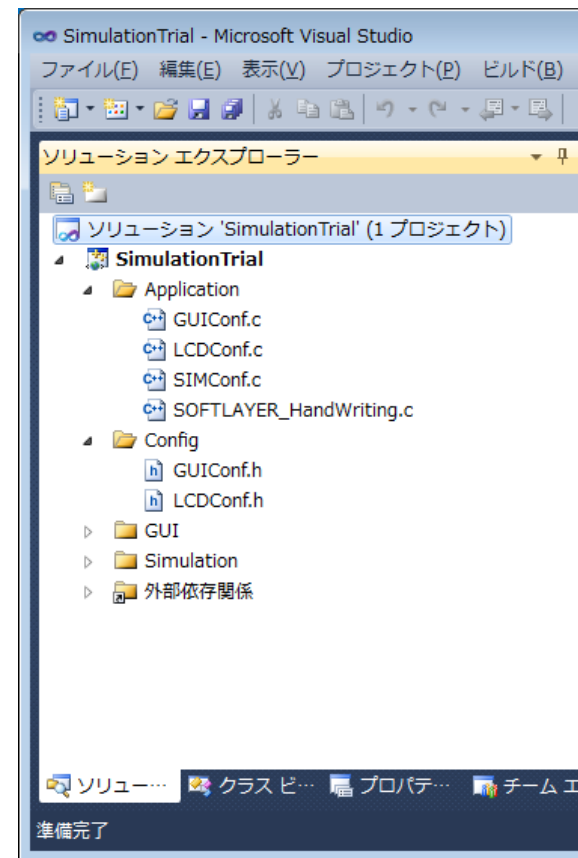 SimulationTrial - Microsoft Visual Studio
ファイル(F) 編集(E) 表示(V) プロジェクト(P) ビルド(B)
ソリューション エクスプローラー
ソリューション 'SimulationTrial' (1 プロジェクト)
SimulationTrial
Application
GUIConf.c
LCDConf.c
SIMConf.c
SOFTLAYER_HandWriting.c
Config
GUIConf.h
LCDConf.h
GUI
Simulation
外部依存関係
ソリュー… クラス ビ… プロパテ… チーム エ
準備完了